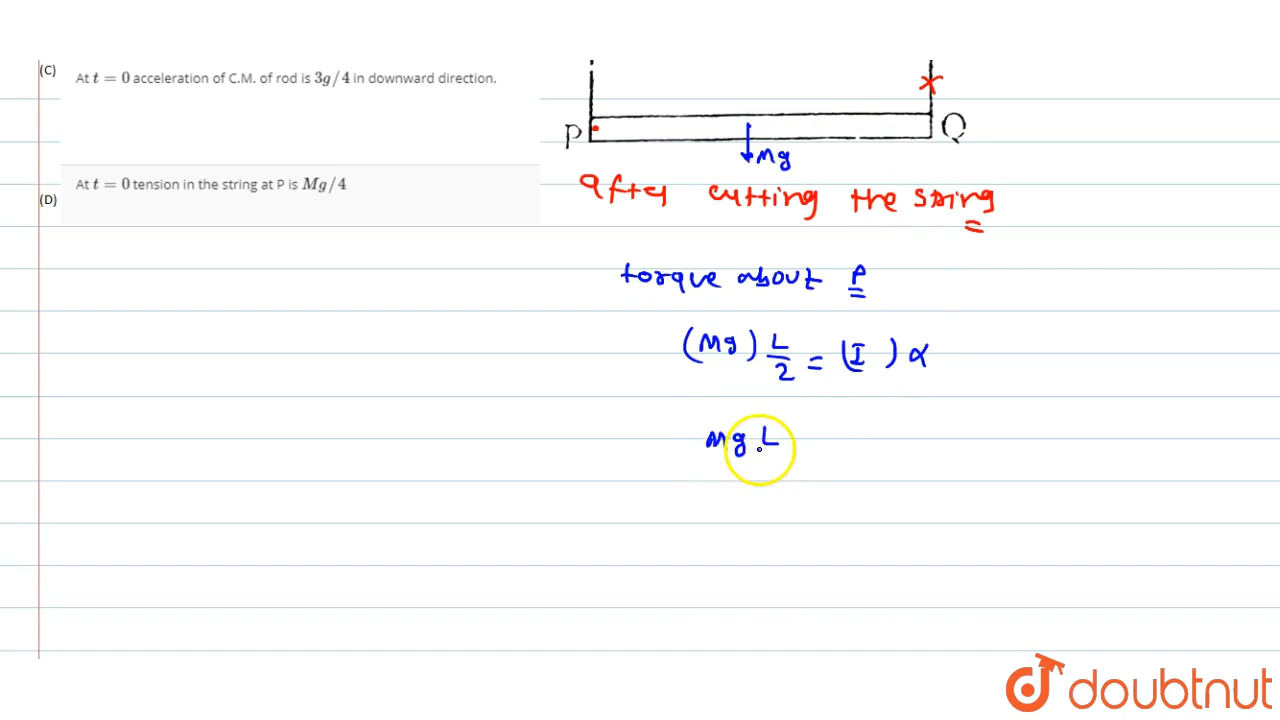 (C) At t = 0 acceleration of C.M. of rod is 3g/4 in downward direction.
(D) At t = 0 tension in the string at P is Mg/4
P Q
Mg
After cutting the string
torque about P
(Mg) L/2 = (I) α
Mg L
doubtnut